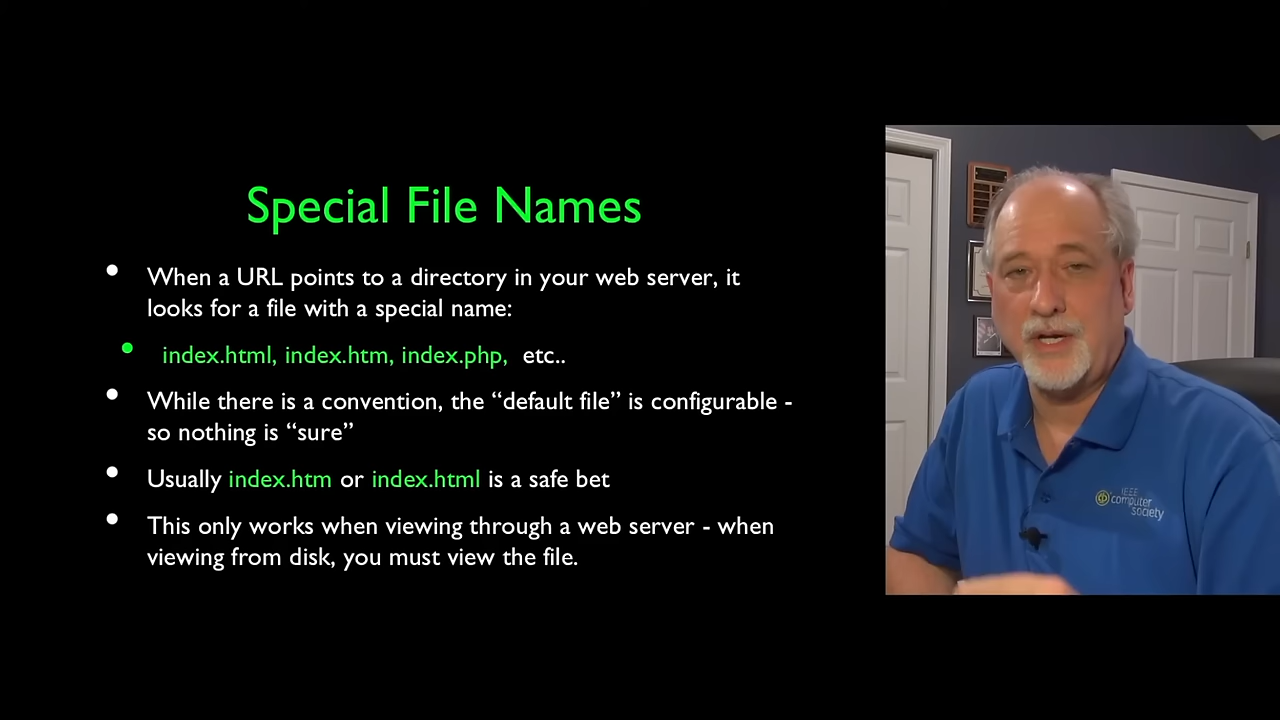 Special File Names
• When a URL points to a directory in your web server, it
looks for a file with a special name:
• index.html, index.htm, index.php, etc..
• While there is a convention, the “default file” is configurable -
so nothing is “sure”
• Usually index.htm or index.html is a safe bet
• This only works when viewing through a web server - when
viewing from disk, you must view the file.
IEEE
computer
society